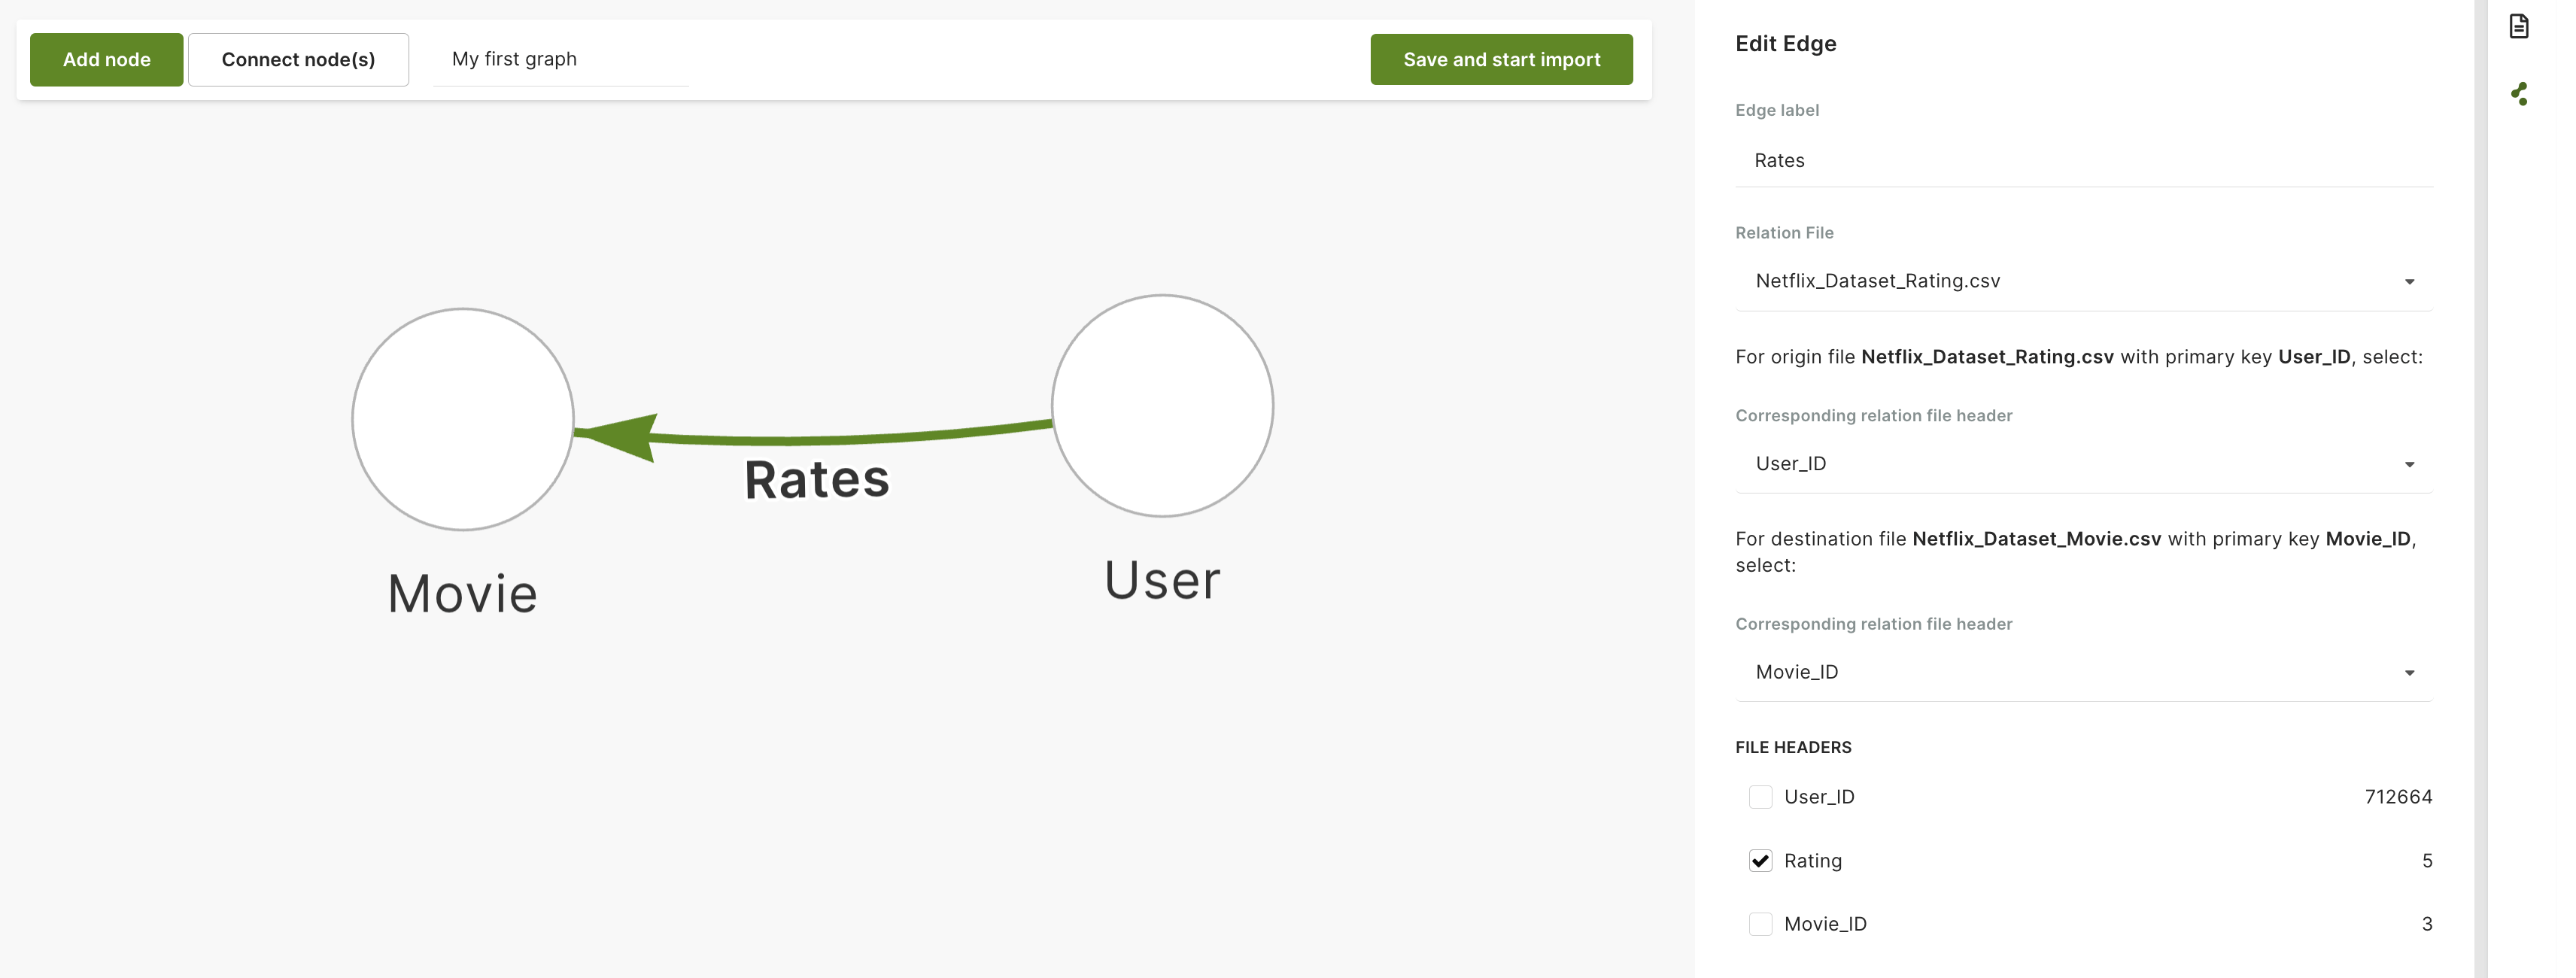 Add node
Connect node(s)
My first graph
Save and start import
Movie
Rates
User
Edit Edge
Edge label
Rates
Relation File
Netflix_Dataset_Rating.csv
For origin file Netflix_Dataset_Rating.csv with primary key User_ID, select:
Corresponding relation file header
User_ID
For destination file Netflix_Dataset_Movie.csv with primary key Movie_ID,
select:
Corresponding relation file header
Movie_ID
FILE HEADERS
User_ID 712664
Rating 5
Movie_ID 3